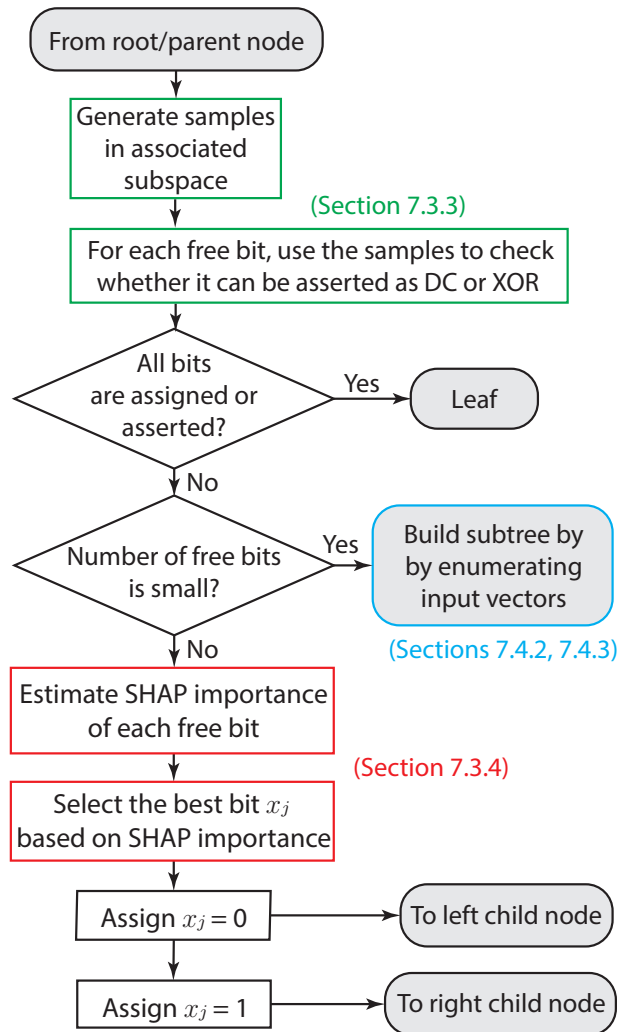 From root/parent node
Generate samples
in associated
subspace
(Section 7.3.3)
For each free bit, use the samples to check
whether it can be asserted as DC or XOR
All bits
are assigned or
asserted?
Yes
Leaf
No
Number of free bits
is small?
Yes
Build subtree by
by enumerating
input vectors
(Sections 7.4.2, 7.4.3)
No
Estimate SHAP importance
of each free bit
(Section 7.3.4)
Select the best bit xj
based on SHAP importance
Assign xj = 0
To left child node
Assign xj = 1
To right child node